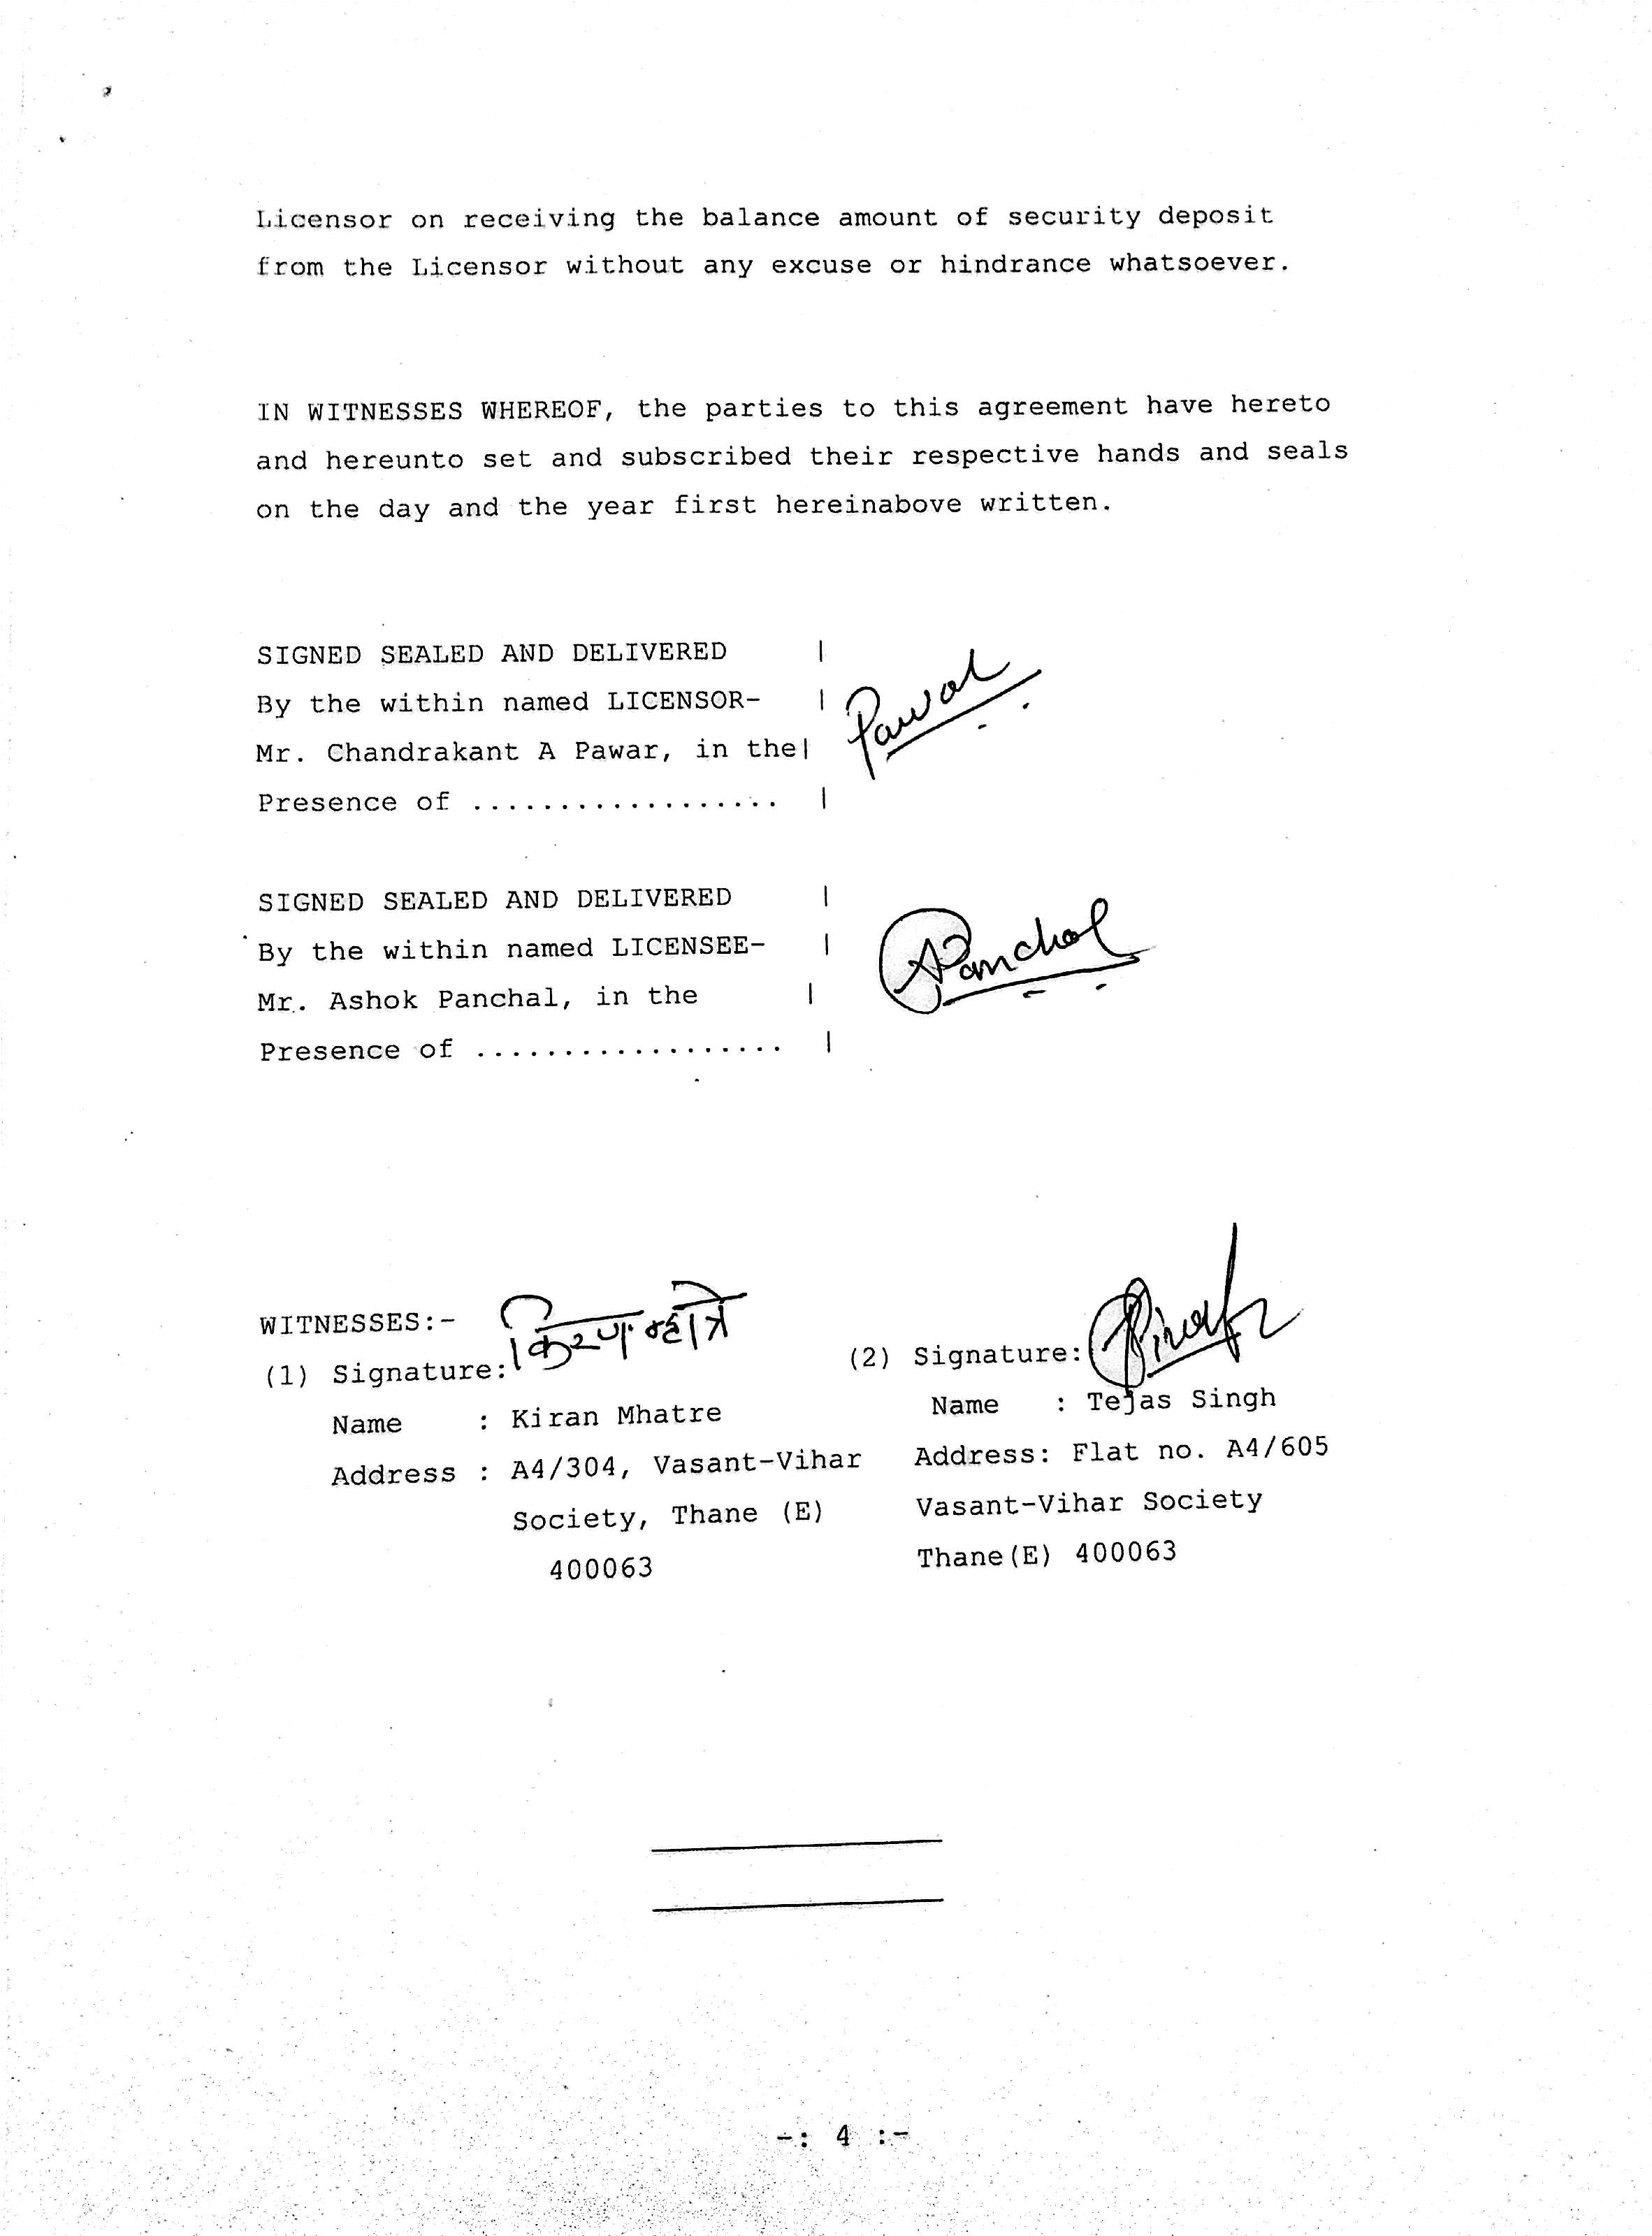 Licensor on receiving the balance amount of security deposit
from the Licensor without any excuse or hindrance whatsoever.
IN WITNESSES WHEREOF, the parties to this agreement have hereto
and hereunto set and subscribed their respective hands and seals
on the day and the year first hereinabove written.
SIGNED SEALED AND DELIVERED |
By the within named LICENSOR- |
Mr. Chandrakant A Pawar, in the|
Presence of .................. |
Pawar
SIGNED SEALED AND DELIVERED |
By the within named LICENSEE- |
Mr. Ashok Panchal, in the |
Presence of .................. |
APanchal
WITNESSES:-
(1) Signature: किरण म्हात्रे
Name : Kiran Mhatre
Address : A4/304, Vasant-Vihar
Society, Thane (E)
400063
(2) Signature:
Name : Tejas Singh
Address: Flat no. A4/605
Vasant-Vihar Society
Thane(E) 400063
-: 4 :-